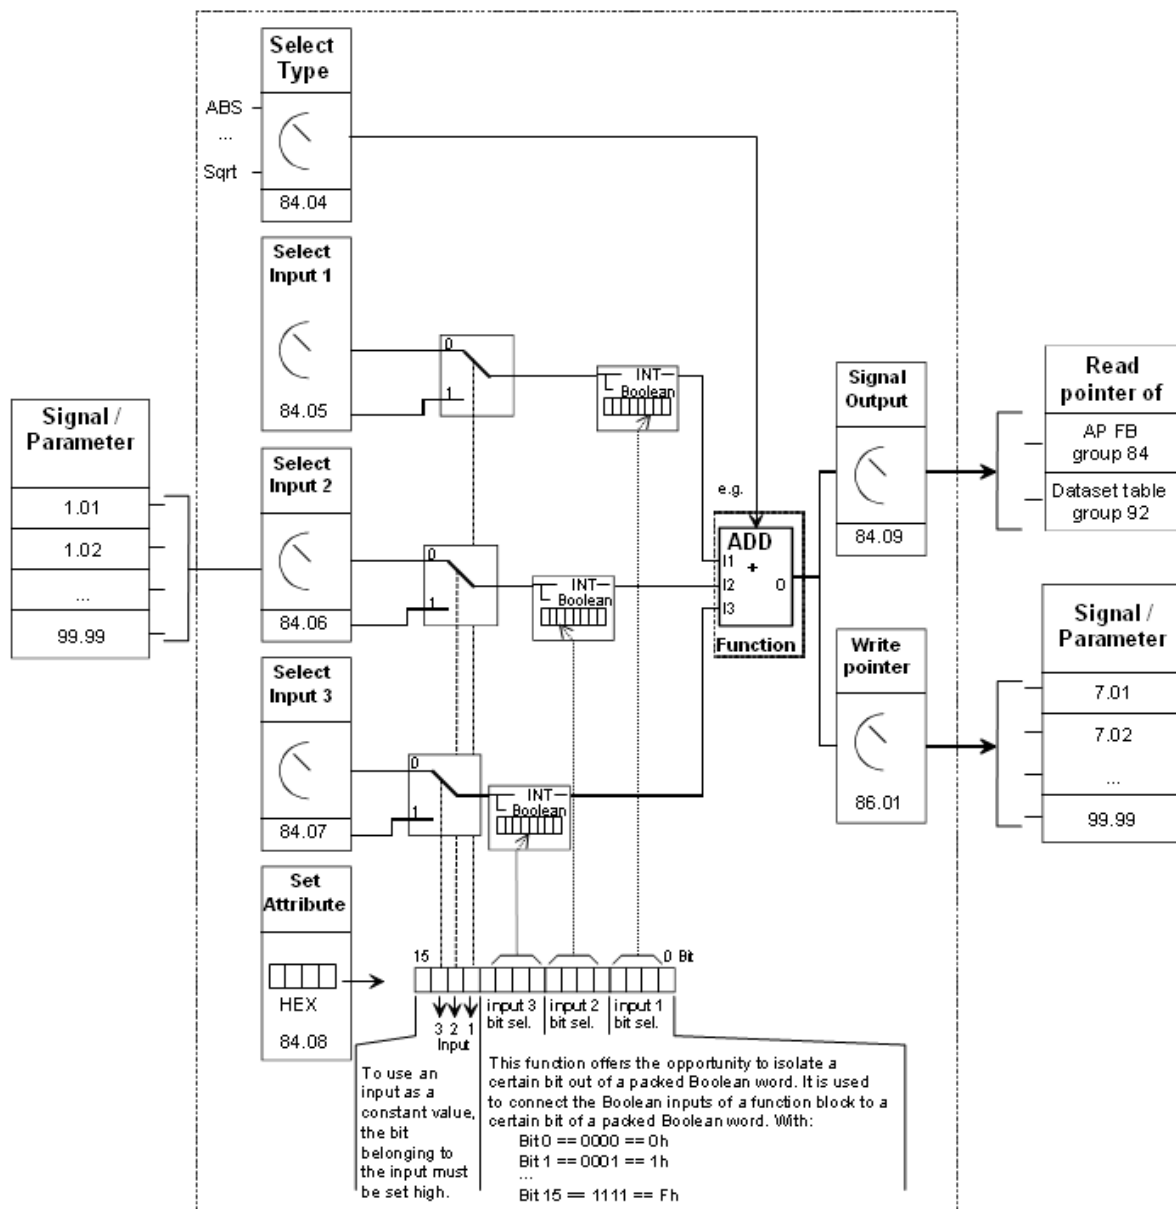 Select
Type
ABS
...
Sqrt
84.04
Select
Input 1
84.05
0
1
INT
Boolean
Signal /
Parameter
1.01
1.02
...
99.99
Select
Input 2
84.06
0
1
INT
Boolean
Select
Input 3
84.07
0
1
INT
Boolean
e.g.
ADD
+
I1
I2
I3
O
Function
Signal
Output
84.09
Read
pointer of
AP FB
group 84
Dataset table
group 92
Write
pointer
86.01
Signal /
Parameter
7.01
7.02
...
99.99
Set
Attribute
HEX
84.08
15
0 Bit
3 2 1
Input
input 3
bit sel.
input 2
bit sel.
input 1
bit sel.
To use an
input as a
constant value,
the bit
belonging to
the input must
be set high.
This function offers the opportunity to isolate a
certain bit out of a packed Boolean word. It is used
to connect the Boolean inputs of a function block to a
certain bit of a packed Boolean word. With:
Bit 0 == 0000 == 0h
Bit 1 == 0001 == 1h
...
Bit 15 == 1111 == Fh